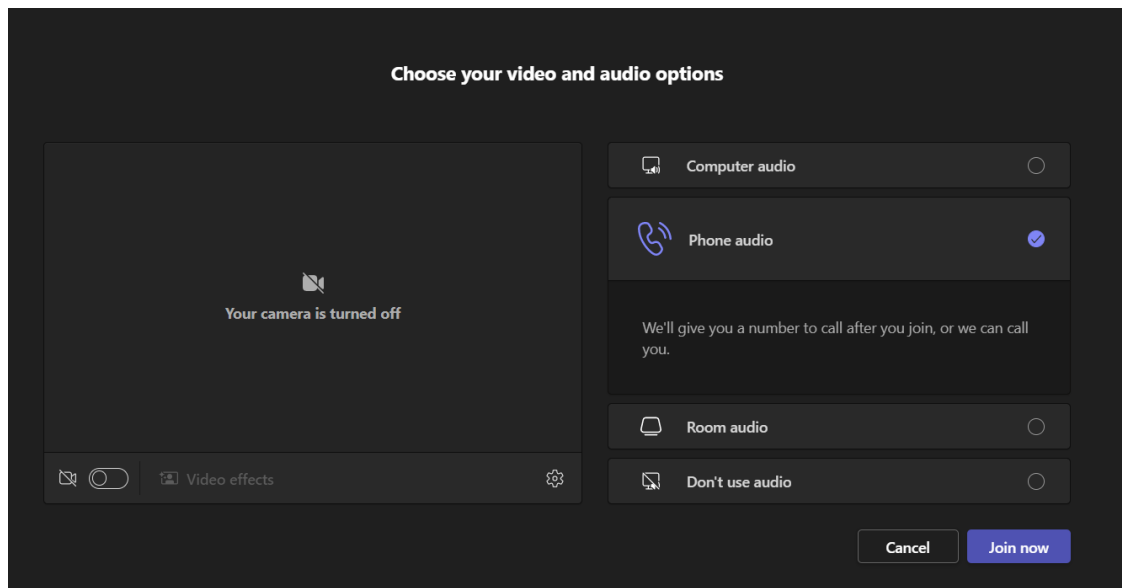 Choose your video and audio options
Your camera is turned off
Video effects
Computer audio
Phone audio
We'll give you a number to call after you join, or we can call
you.
Room audio
Don't use audio
Cancel
Join now